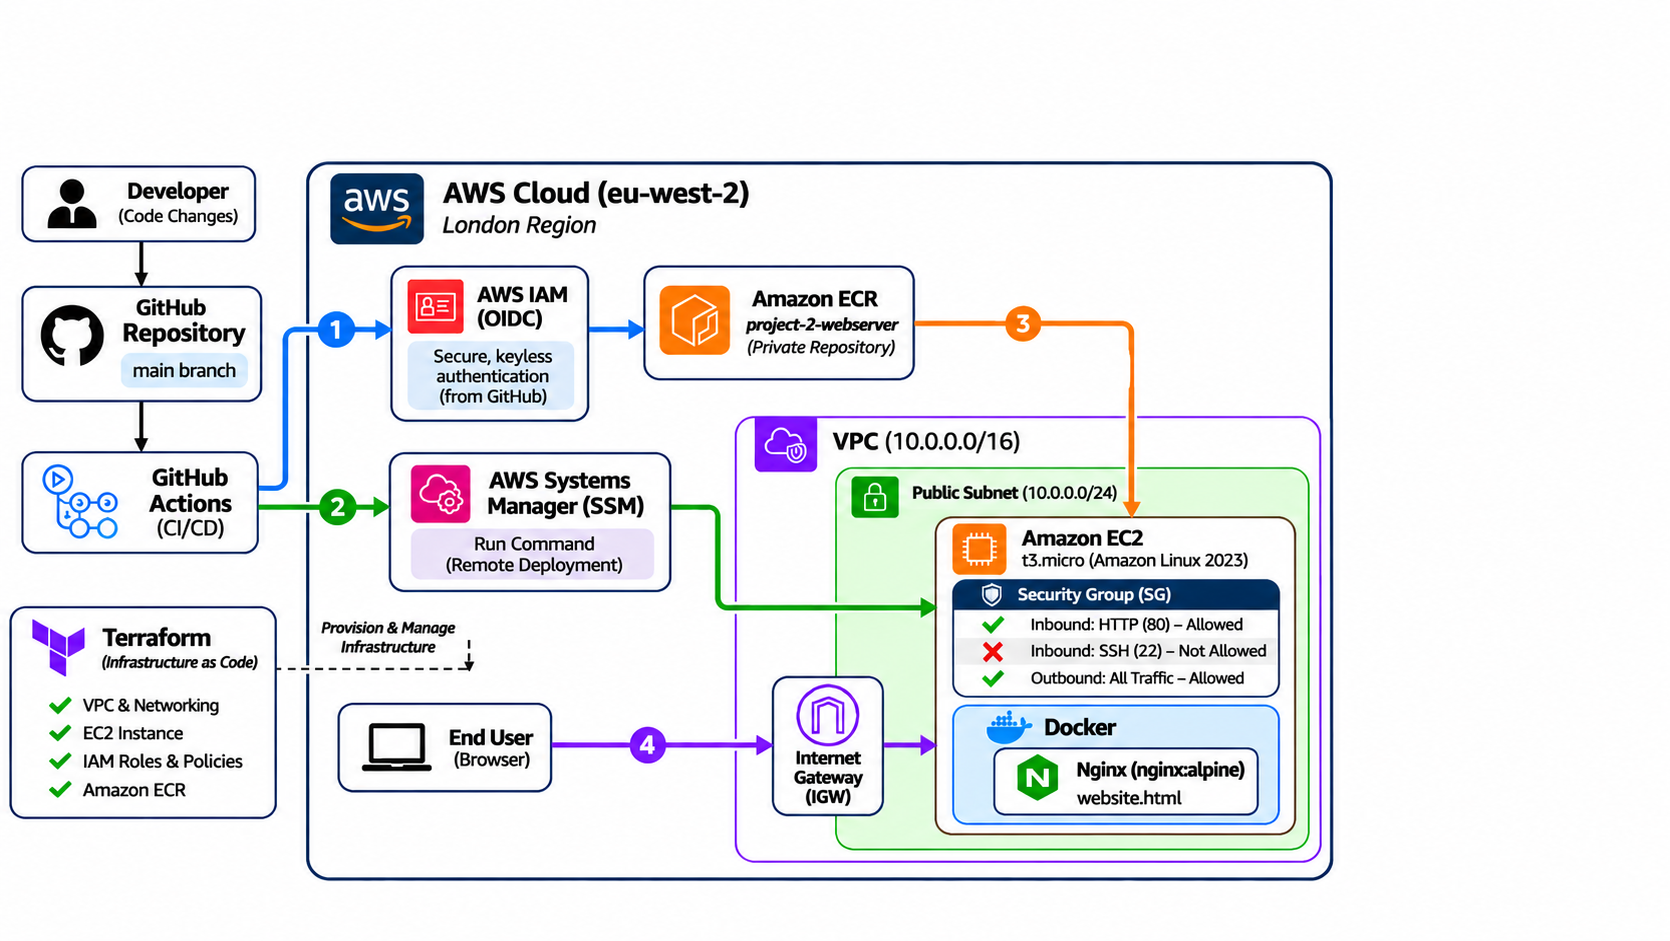 Developer
(Code Changes)
GitHub
Repository
main branch
GitHub
Actions
(CI/CD)
Terraform
(Infrastructure as Code)
VPC & Networking
EC2 Instance
IAM Roles & Policies
Amazon ECR
aws
AWS Cloud (eu-west-2)
London Region
1
AWS IAM
(OIDC)
Secure, keyless
authentication
(from GitHub)
Amazon ECR
project-2-webserver
(Private Repository)
3
2
AWS Systems
Manager (SSM)
Run Command
(Remote Deployment)
Provision & Manage
Infrastructure
End User
(Browser)
4
VPC (10.0.0.0/16)
Public Subnet (10.0.0.0/24)
Internet
Gateway
(IGW)
Amazon EC2
t3.micro (Amazon Linux 2023)
Security Group (SG)
Inbound: HTTP (80) – Allowed
Inbound: SSH (22) – Not Allowed
Outbound: All Traffic – Allowed
Docker
N
Nginx (nginx:alpine)
website.html